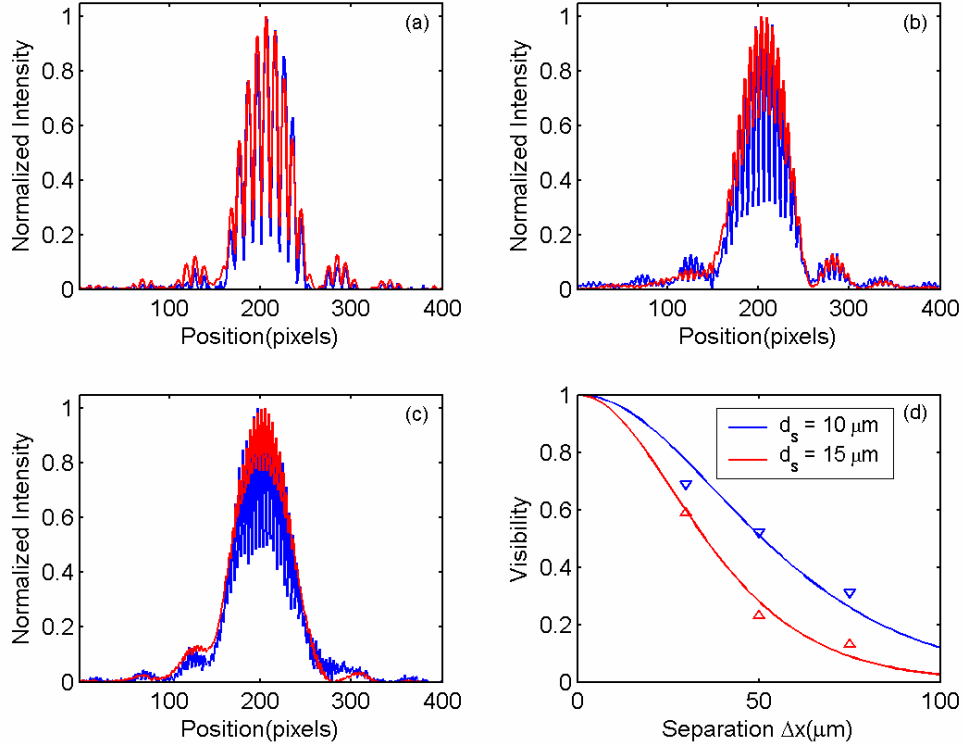 (a)
Normalized Intensity
1
0.8
0.6
0.4
0.2
0
100
200
300
400
Position(pixels)
(b)
Normalized Intensity
1
0.8
0.6
0.4
0.2
0
0
100
200
300
400
Position(pixels)
(c)
Normalized Intensity
1
0.8
0.6
0.4
0.2
0
0
100
200
300
400
Position(pixels)
(d)
d_s = 10 μm
d_s = 15 μm
Visibility
1
0.8
0.6
0.4
0.2
0
0
50
100
Separation Δx(μm)